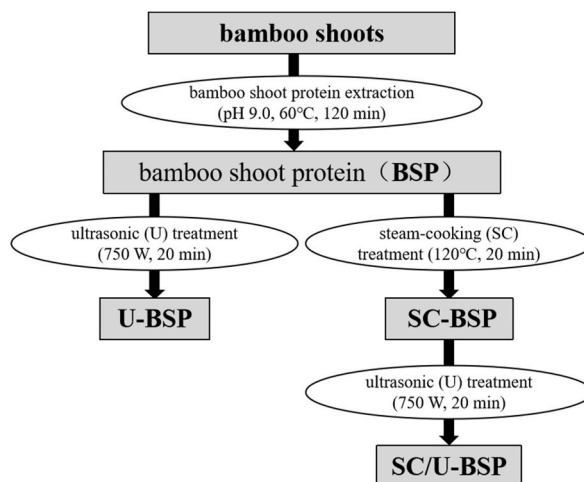 bamboo shoots
bamboo shoot protein extraction
(pH 9.0, 60℃, 120 min)
bamboo shoot protein（BSP）
ultrasonic (U) treatment
(750 W, 20 min)
steam-cooking (SC)
treatment (120℃, 20 min)
U-BSP
SC-BSP
ultrasonic (U) treatment
(750 W, 20 min)
SC/U-BSP